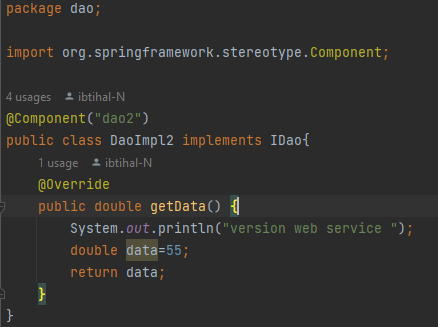 package dao;
import org.springframework.stereotype.Component;
4 usages ibtihal-N
@Component("dao2")
public class DaoImpl2 implements IDao{
1 usage ibtihal-N
@Override
public double getData() {
System.out.println("version web service ");
double data=55;
return data;
}
}